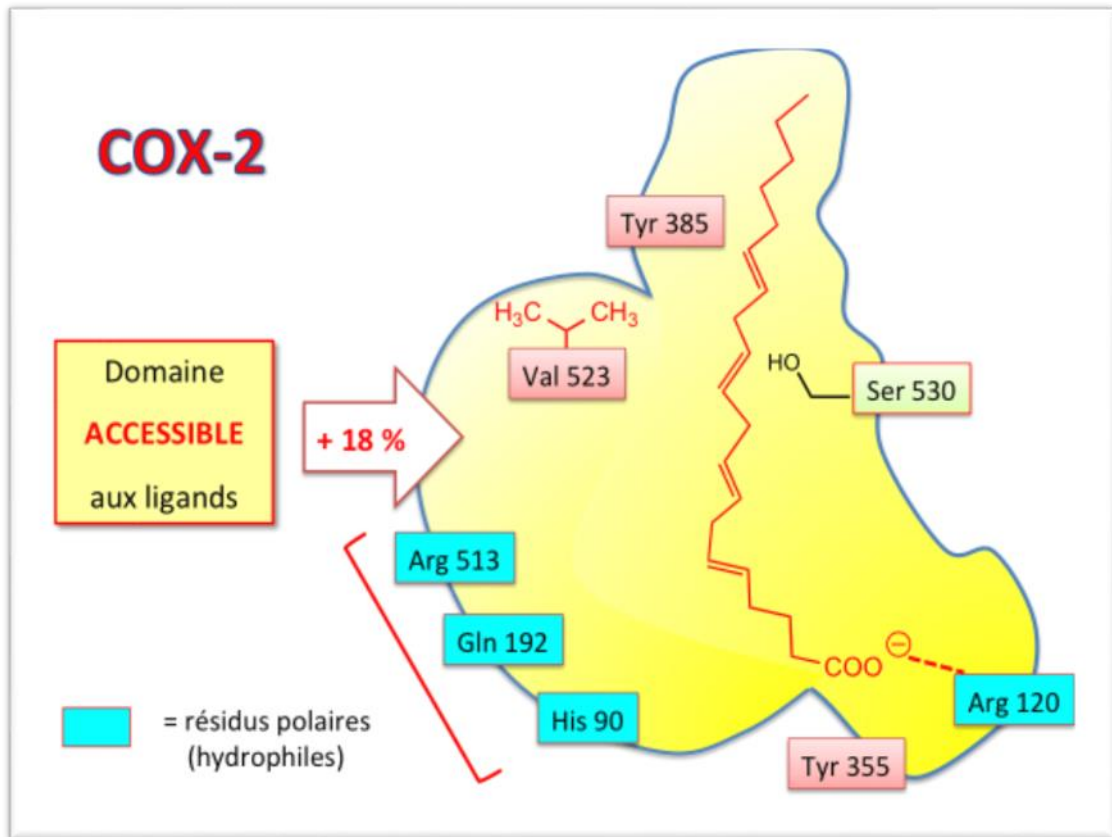 COX-2
Tyr 385
H₃C
CH₃
Val 523
HO
Ser 530
Domaine
ACCESSIBLE
aux ligands
+ 18 %
Arg 513
Gln 192
His 90
COO
⊖
Arg 120
Tyr 355
= résidus polaires
(hydrophiles)